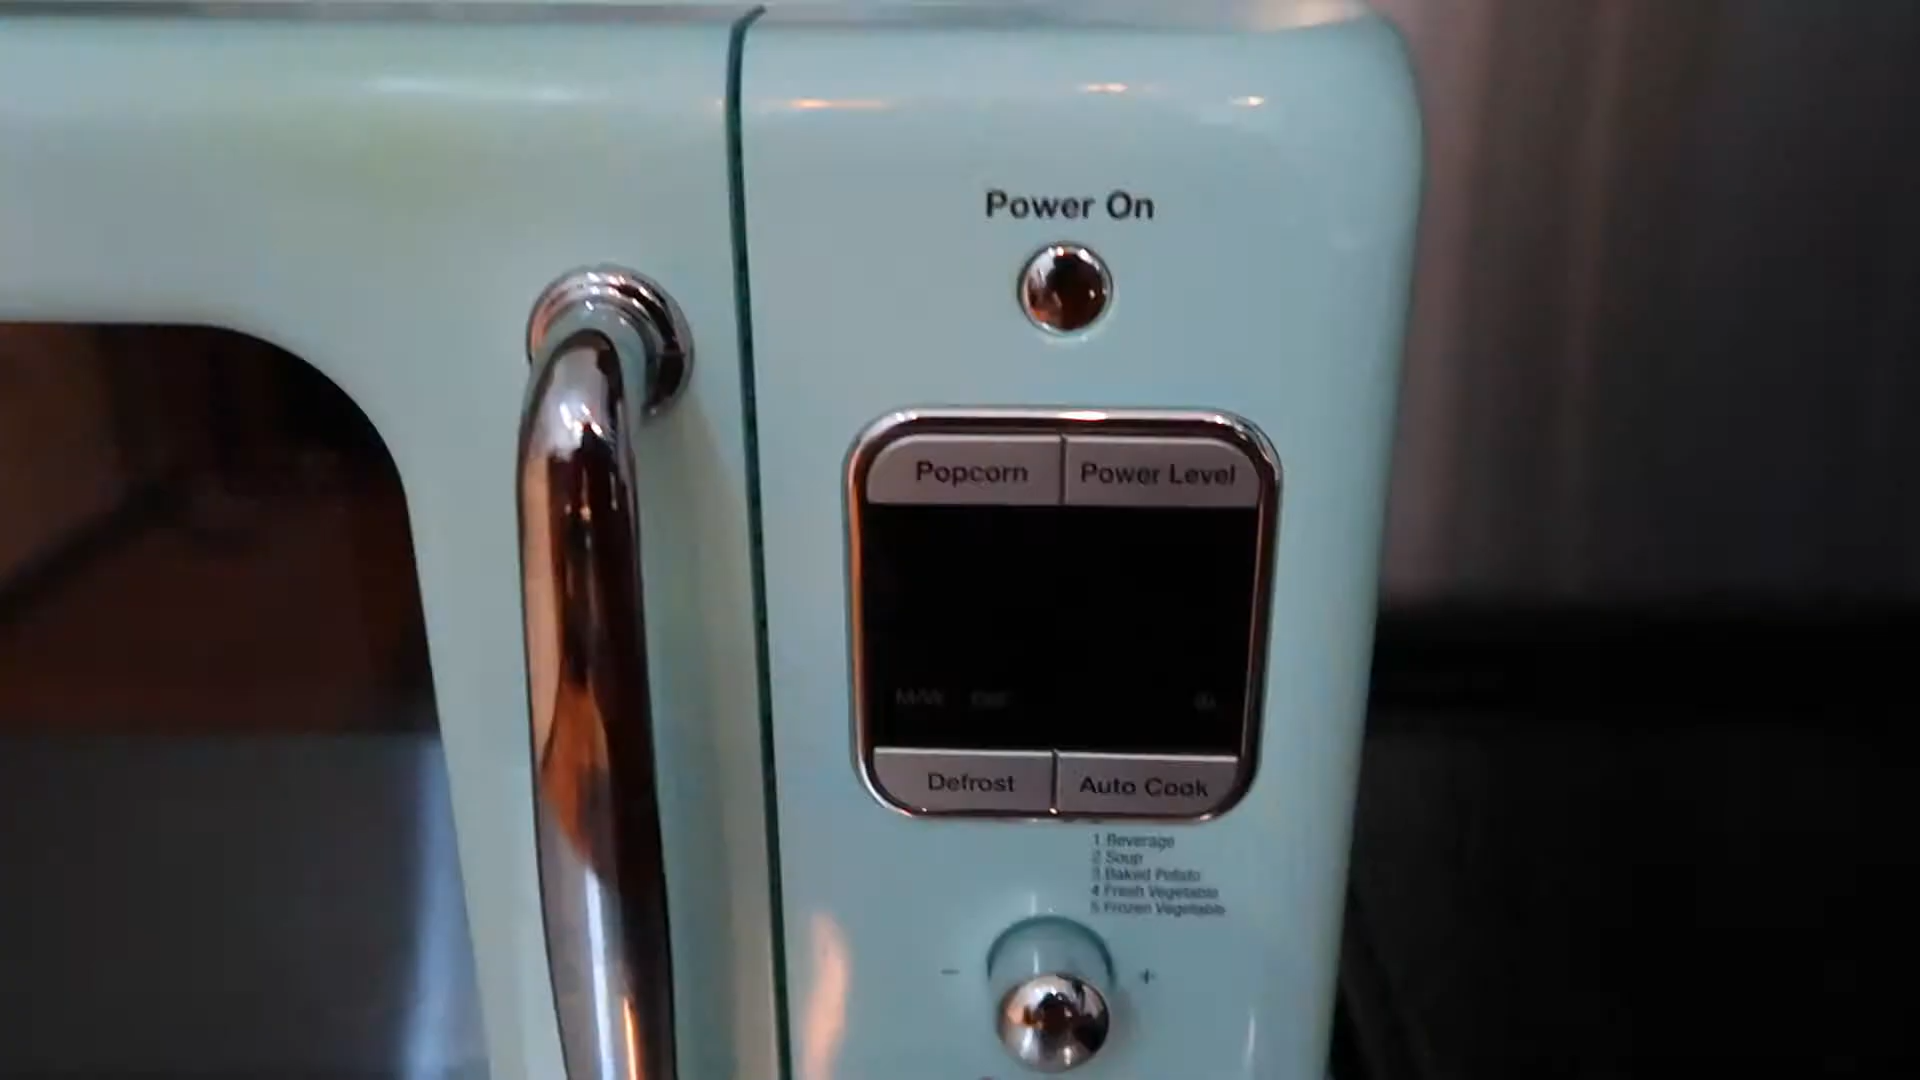 Power On
Popcorn
Power Level
Defrost
Auto Cook
1 Beverage
2 Soup
3 Baked Potato
4 Fresh Vegetable
5 Frozen Vegetable
- +